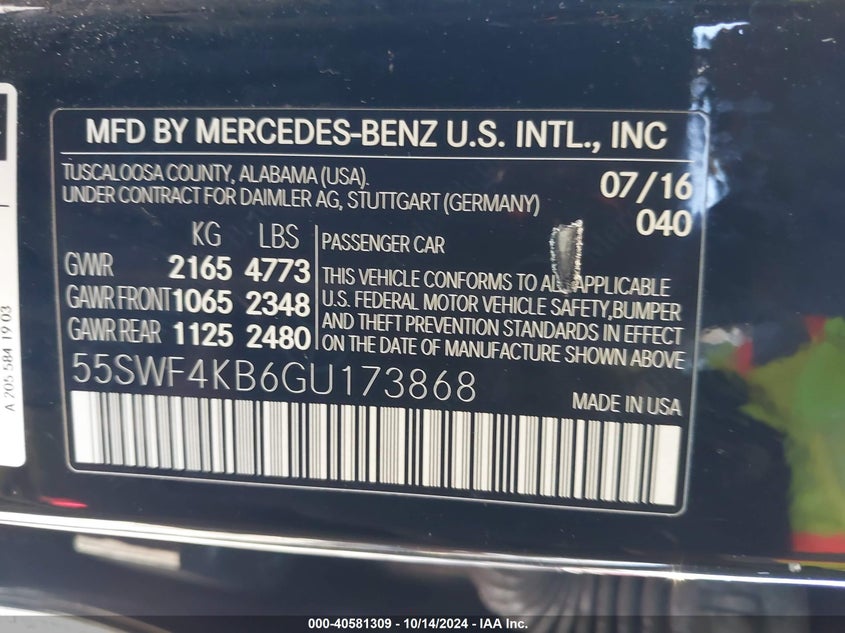 MFD BY MERCEDES-BENZ U.S. INTL., INC
TUSCALOOSA COUNTY, ALABAMA (USA).
UNDER CONTRACT FOR DAIMLER AG, STUTTGART (GERMANY)
07/16
040
KG LBS
GVWR 2165 4773
GAWR FRONT 1065 2348
GAWR REAR 1125 2480
PASSENGER CAR
THIS VEHICLE CONFORMS TO ALL APPLICABLE
U.S. FEDERAL MOTOR VEHICLE SAFETY, BUMPER
AND THEFT PREVENTION STANDARDS IN EFFECT
ON THE DATE OF MANUFACTURE SHOWN ABOVE
55SWF4KB6GU173868
MADE IN USA
A 205 584 19 03
000-40581309 / 10/14/2024 - IAA Inc.